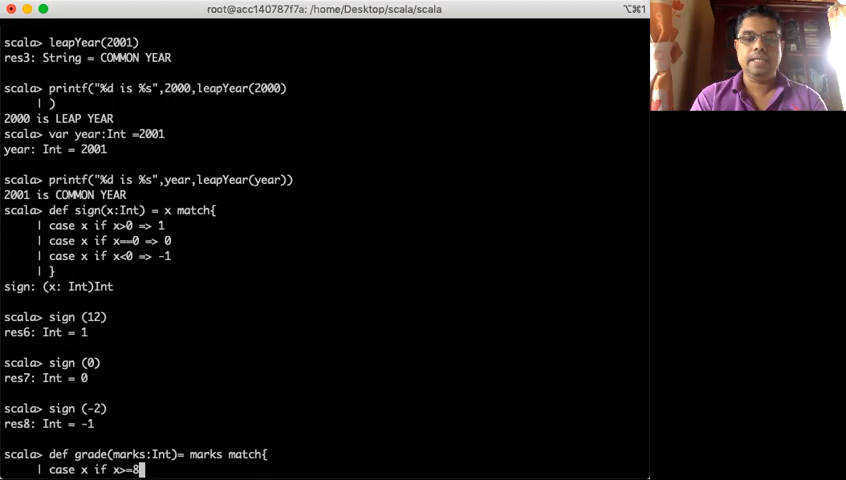 root@acc140787f7a: /home/Desktop/scala/scala
⌥⌘1
scala> leapYear(2001)
res3: String = COMMON YEAR
scala> printf("%d is %s",2000,leapYear(2000)
| )
2000 is LEAP YEAR
scala> var year:Int =2001
year: Int = 2001
scala> printf("%d is %s",year,leapYear(year))
2001 is COMMON YEAR
scala> def sign(x:Int) = x match{
| case x if x>0 => 1
| case x if x==0 => 0
| case x if x<0 => -1
| }
sign: (x: Int)Int
scala> sign (12)
res6: Int = 1
scala> sign (0)
res7: Int = 0
scala> sign (-2)
res8: Int = -1
scala> def grade(marks:Int)= marks match{
| case x if x>=8